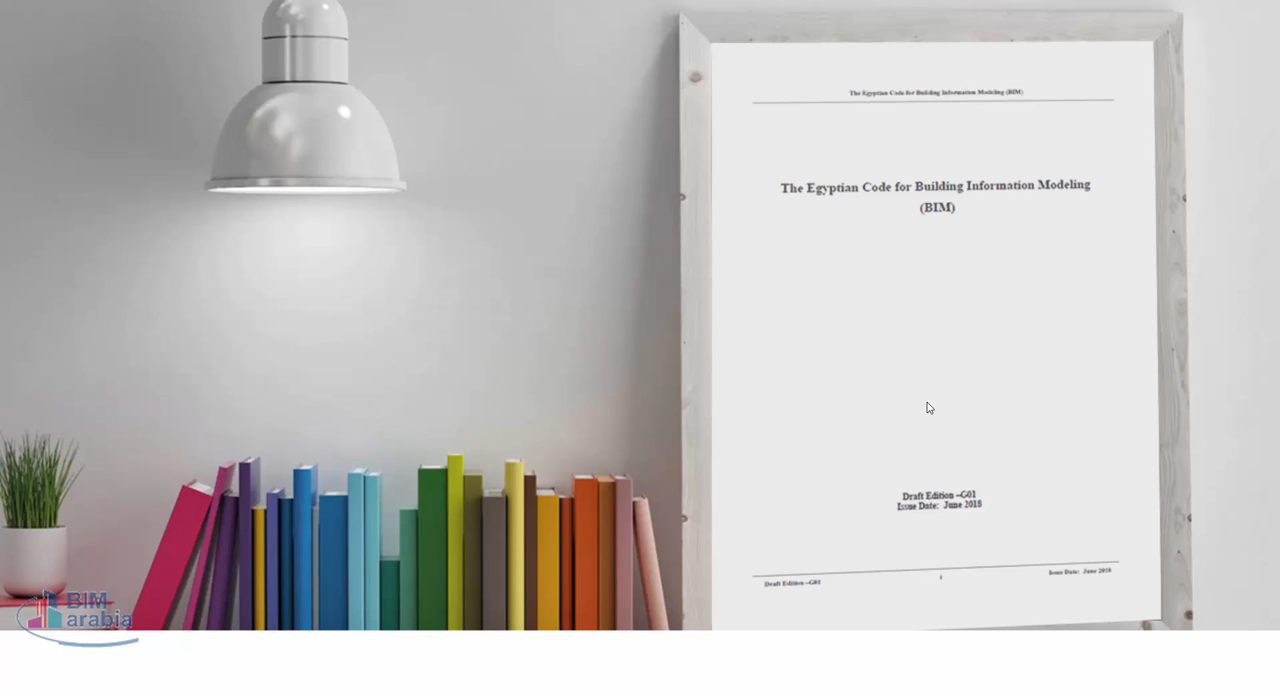 The Egyptian Code for Building Information Modeling (BIM)
The Egyptian Code for Building Information Modeling
(BIM)
Draft Edition –G01
Issue Date: June 2018
Draft Edition –G01
1
Issue Date: June 2018
BIM
arabia